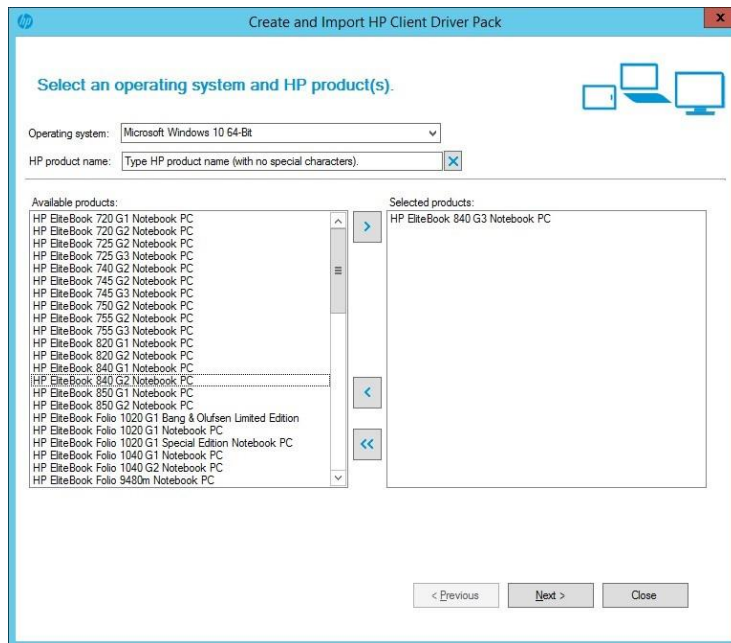 hp
Create and Import HP Client Driver Pack
x
Select an operating system and HP product(s).
Operating system: Microsoft Windows 10 64-Bit
HP product name: Type HP product name (with no special characters).
Available products:
HP EliteBook 720 G1 Notebook PC
HP EliteBook 720 G2 Notebook PC
HP EliteBook 725 G2 Notebook PC
HP EliteBook 725 G3 Notebook PC
HP EliteBook 740 G2 Notebook PC
HP EliteBook 745 G2 Notebook PC
HP EliteBook 745 G3 Notebook PC
HP EliteBook 750 G2 Notebook PC
HP EliteBook 755 G2 Notebook PC
HP EliteBook 755 G3 Notebook PC
HP EliteBook 820 G1 Notebook PC
HP EliteBook 820 G2 Notebook PC
HP EliteBook 840 G1 Notebook PC
HP EliteBook 840 G2 Notebook PC
HP EliteBook 850 G1 Notebook PC
HP EliteBook 850 G2 Notebook PC
HP EliteBook Folio 1020 G1 Bang & Olufsen Limited Edition
HP EliteBook Folio 1020 G1 Notebook PC
HP EliteBook Folio 1020 G1 Special Edition Notebook PC
HP EliteBook Folio 1040 G1 Notebook PC
HP EliteBook Folio 1040 G2 Notebook PC
HP EliteBook Folio 9480m Notebook PC
>
<
<<
Selected products:
HP EliteBook 840 G3 Notebook PC
< Previous
Next >
Close